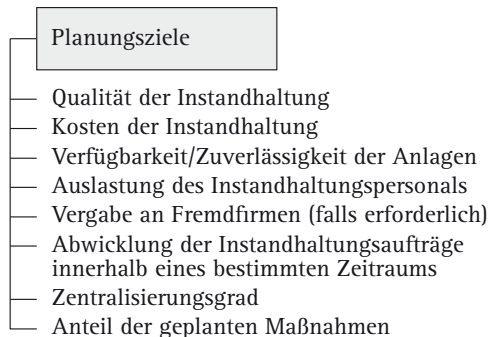 Planungsziele
Qualität der Instandhaltung
Kosten der Instandhaltung
Verfügbarkeit/Zuverlässigkeit der Anlagen
Auslastung des Instandhaltungspersonals
Vergabe an Fremdfirmen (falls erforderlich)
Abwicklung der Instandhaltungsaufträge
innerhalb eines bestimmten Zeitraums
Zentralisierungsgrad
Anteil der geplanten Maßnahmen